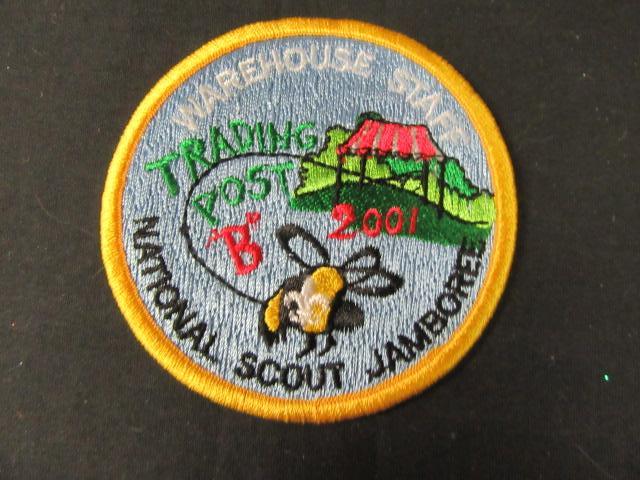 WAREHOUSE STAFF
TRADING
POST
"B"
2001
NATIONAL SCOUT JAMBOREE